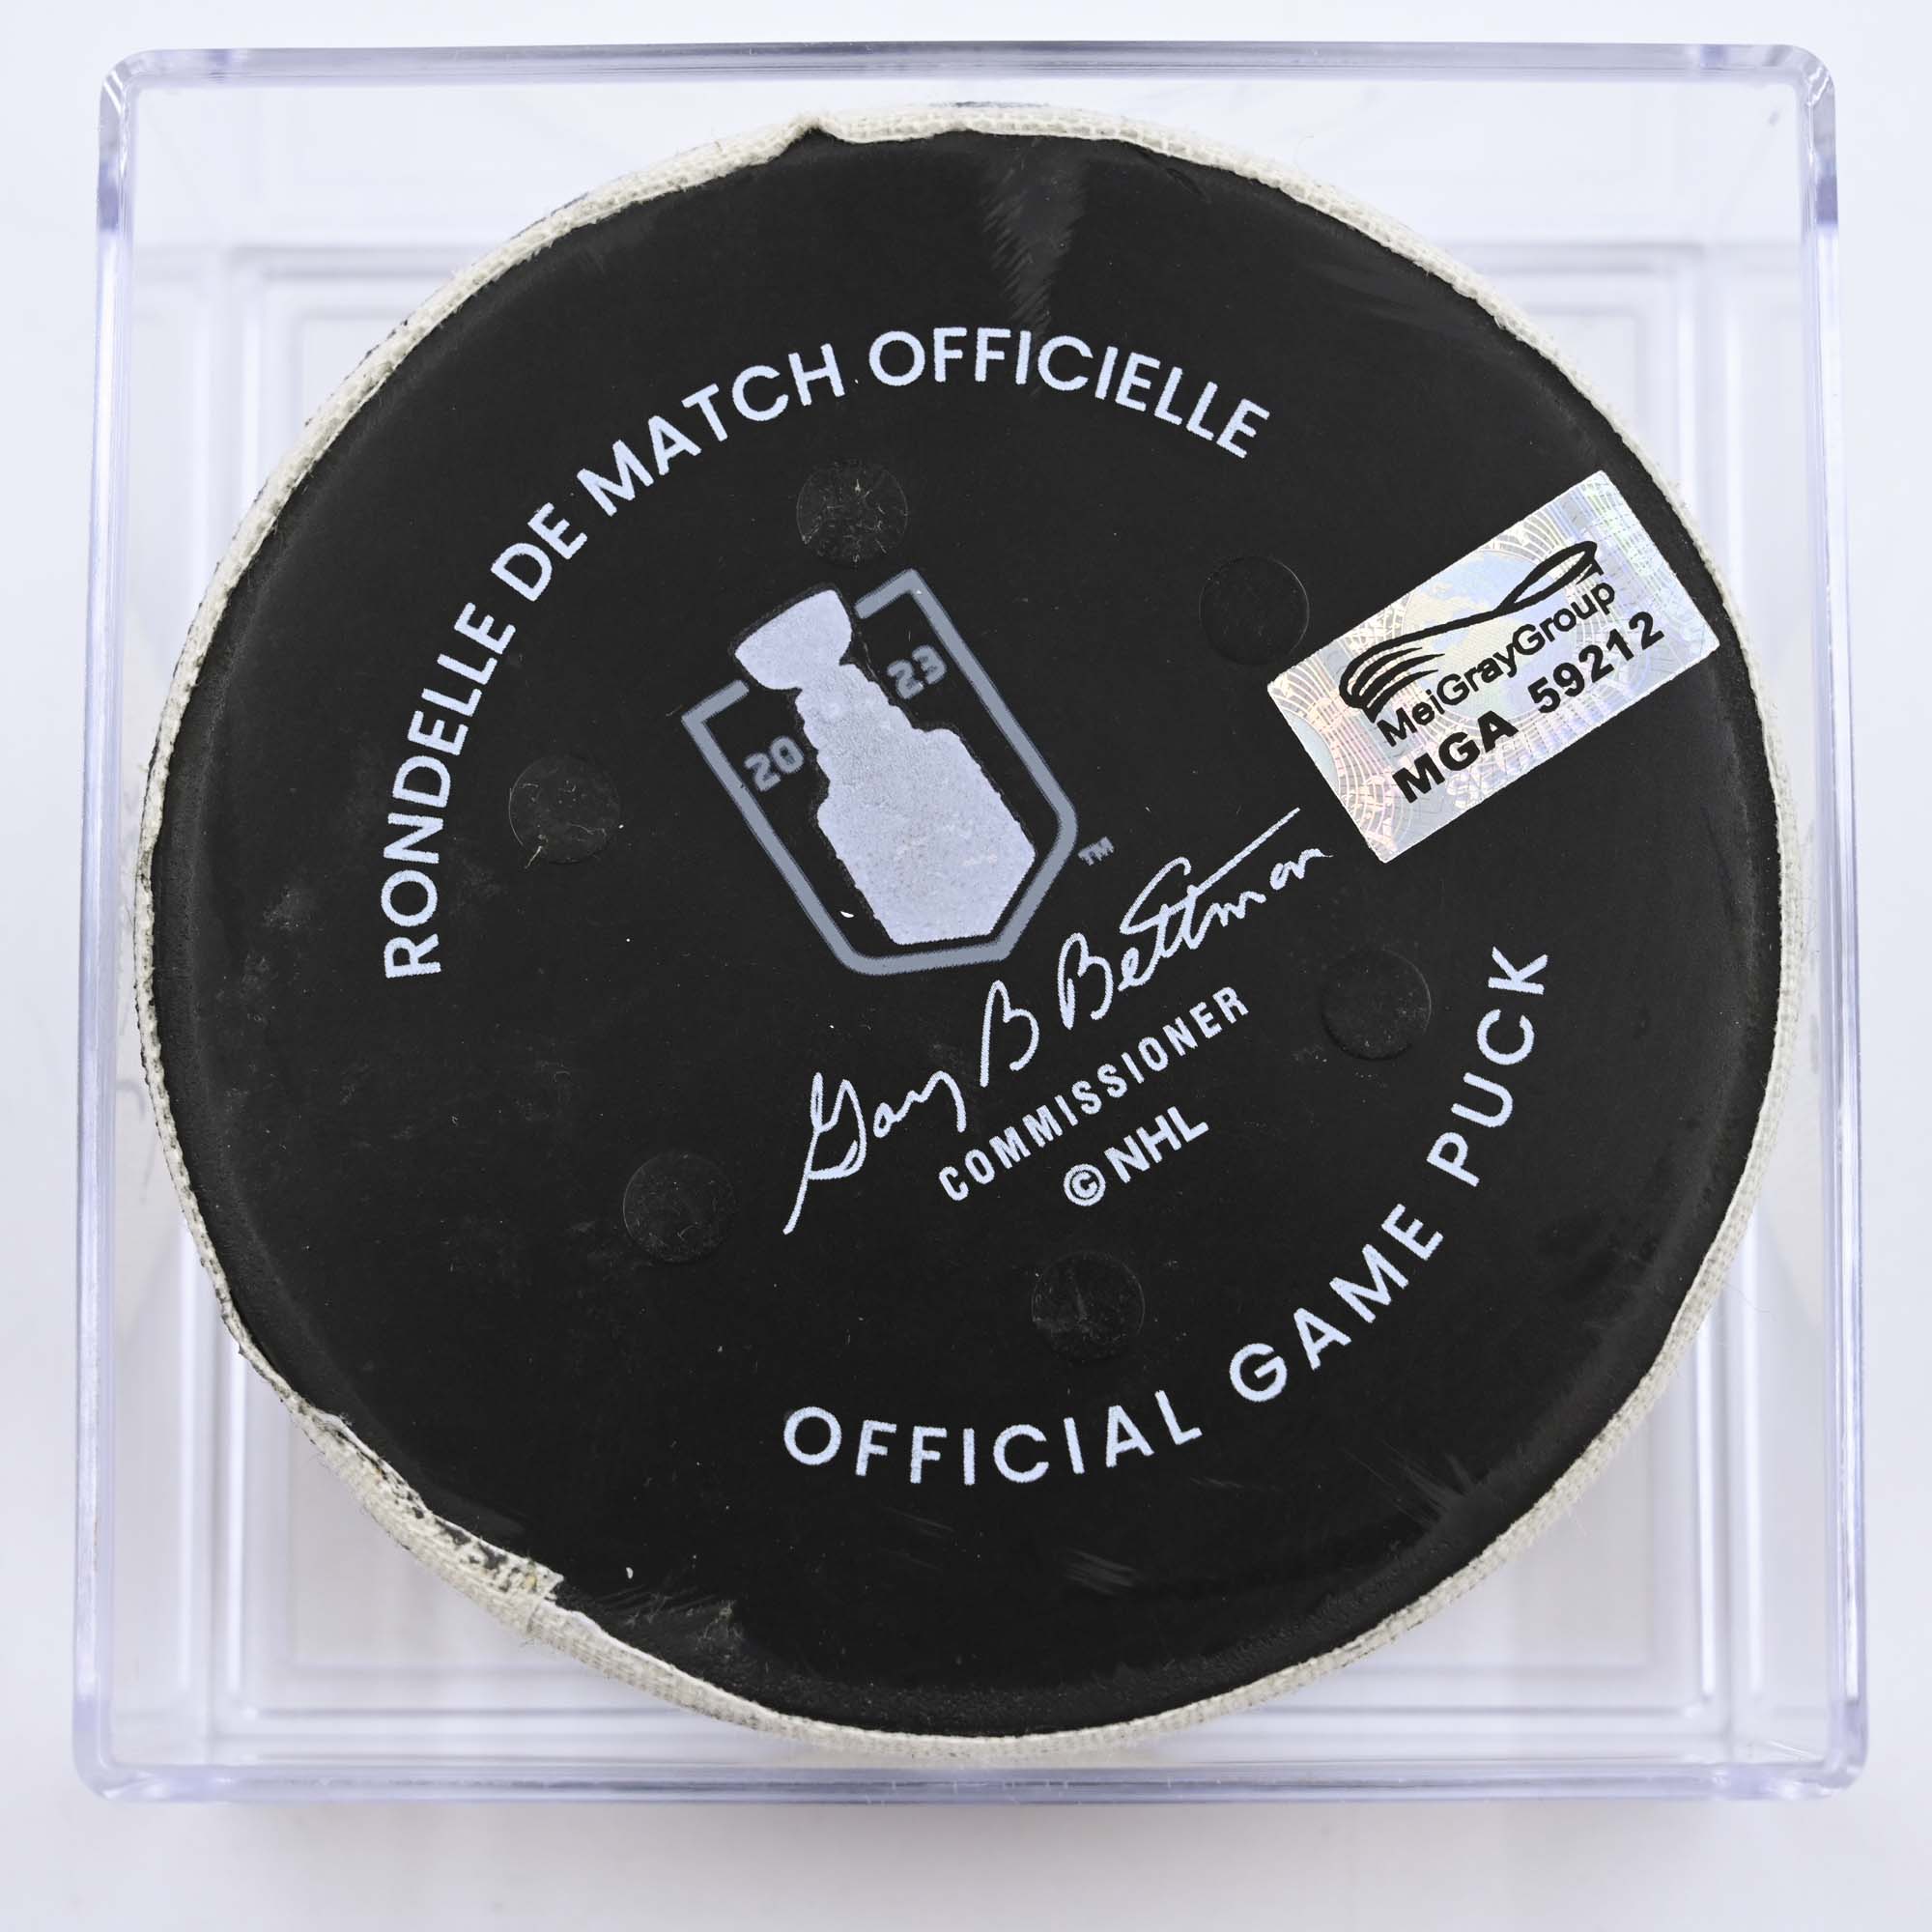 RONDELLE DE MATCH OFFICIELLE
20 23
TM
MeiGrayGroup
MGA 59212
Gary B Bettman
COMMISSIONER
©NHL
OFFICIAL GAME PUCK